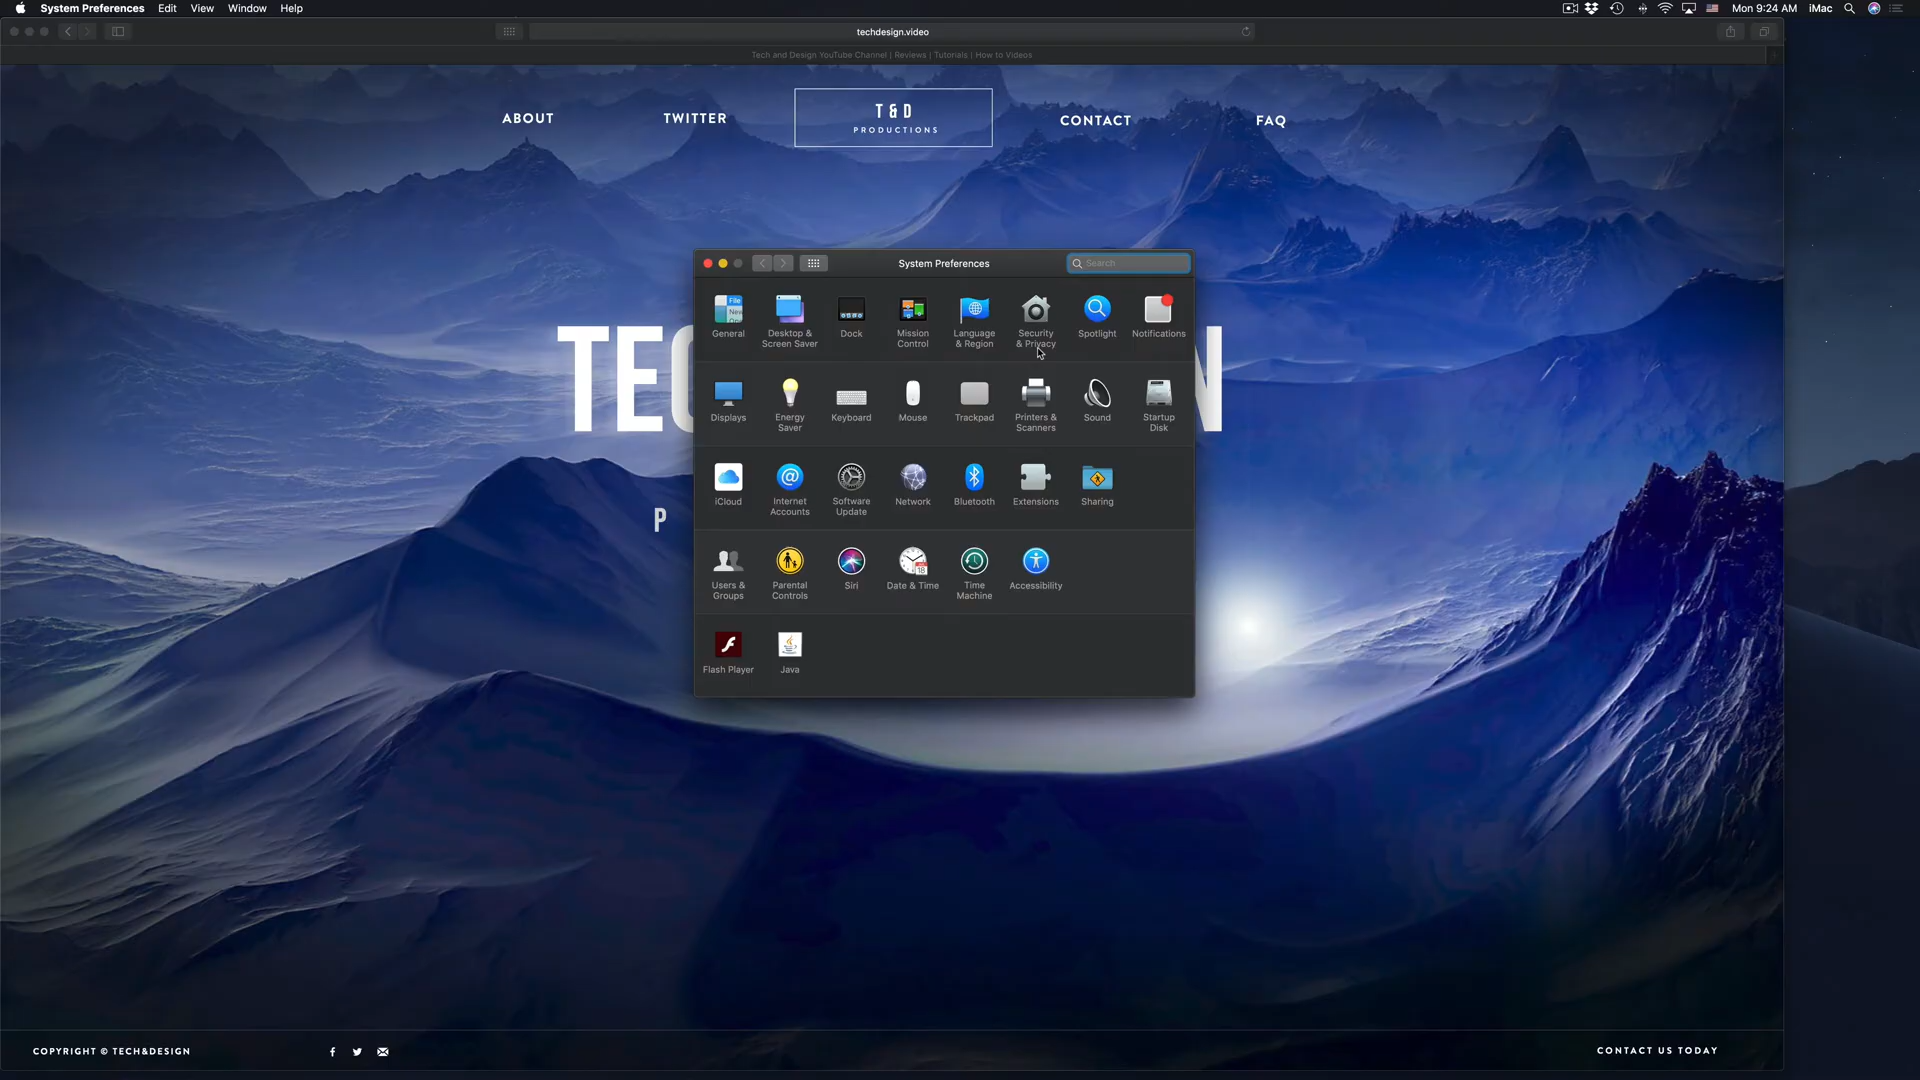 System Preferences Edit View Window Help
Mon 9:24 AM iMac
techdesign.video
Tech and Design YouTube Channel | Reviews | Tutorials | How to Videos
ABOUT
TWITTER
T & D
PRODUCTIONS
CONTACT
FAQ
System Preferences
Search
File
New
General
Desktop &
Screen Saver
Dock
Mission
Control
Language
& Region
Security
& Privacy
Spotlight
Notifications
TE
N
Displays
Energy
Saver
Keyboard
Mouse
Trackpad
Printers &
Scanners
Sound
Startup
Disk
iCloud
Internet
Accounts
Software
Update
Network
Bluetooth
Extensions
Sharing
P
Users &
Groups
Parental
Controls
Siri
18
Date & Time
Time
Machine
Accessibility
Flash Player
Java
COPYRIGHT © TECH&DESIGN
CONTACT US TODAY